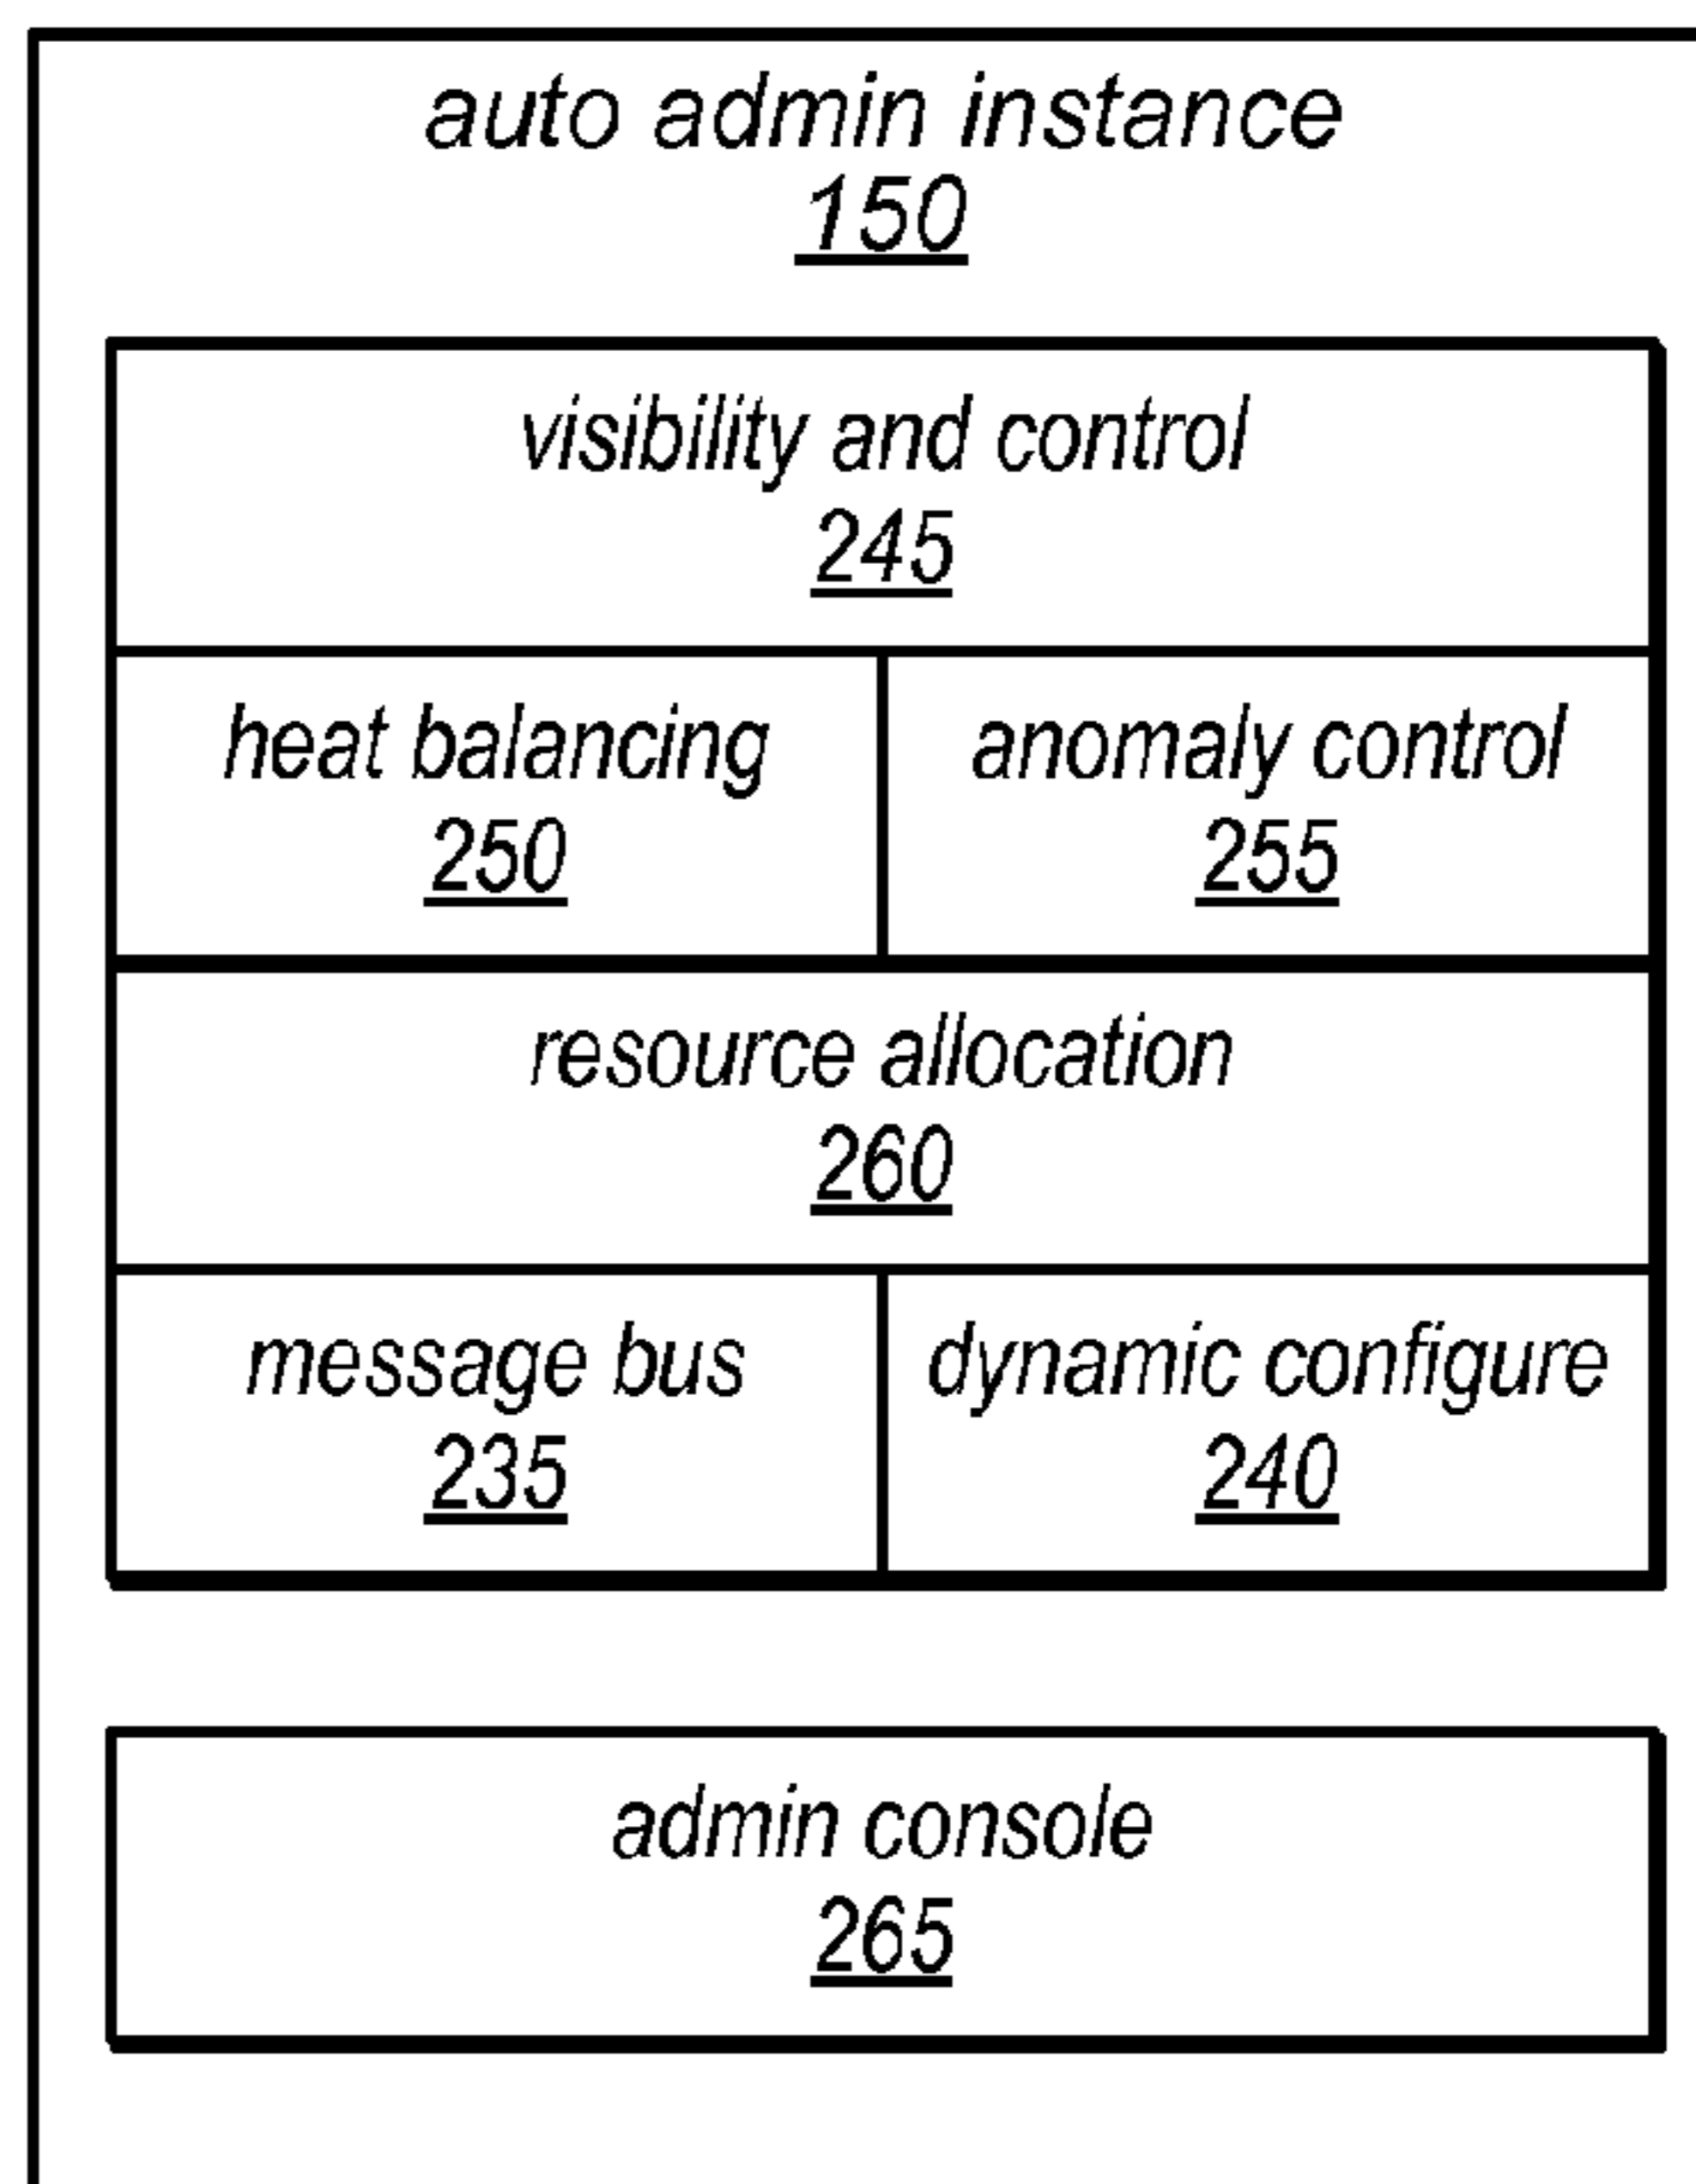 auto admin instance
150
visibility and control
245
heat balancing
250
anomaly control
255
resource allocation
260
message bus
235
dynamic configure
240
admin console
265